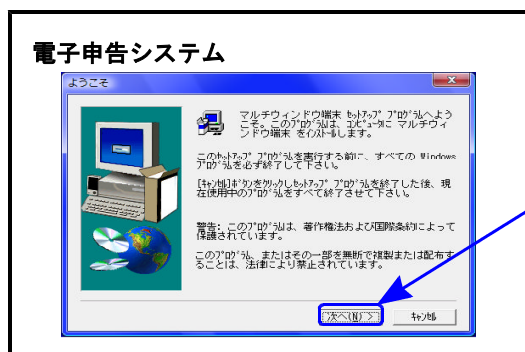 電子申告システム
ようこそ
マルチウィンドウ端末 ｾｯﾄｱｯﾌﾟ ﾌﾟﾛｸﾞﾗﾑへよう
こそ。このﾌﾟﾛｸﾞﾗﾑは、ｺﾝﾋﾟｭｰﾀに マルチウィ
ンドウ端末 をｲﾝｽﾄｰﾙします。
このｾｯﾄｱｯﾌﾟ ﾌﾟﾛｸﾞﾗﾑを実行する前に、すべての Windows
ﾌﾟﾛｸﾞﾗﾑを必ず終了して下さい。
[ｷｬﾝｾﾙ]ﾎﾞﾀﾝをｸﾘｯｸしｾｯﾄｱｯﾌﾟ ﾌﾟﾛｸﾞﾗﾑを終了した後、現
在使用中のﾌﾟﾛｸﾞﾗﾑをすべて終了させて下さい。
警告: このﾌﾟﾛｸﾞﾗﾑは、著作権法および国際条約によって
保護されています。
このﾌﾟﾛｸﾞﾗﾑ、またはその一部を無断で複製または配布す
ることは、法律により禁止されています。
次へ(N) >
ｷｬﾝｾﾙ